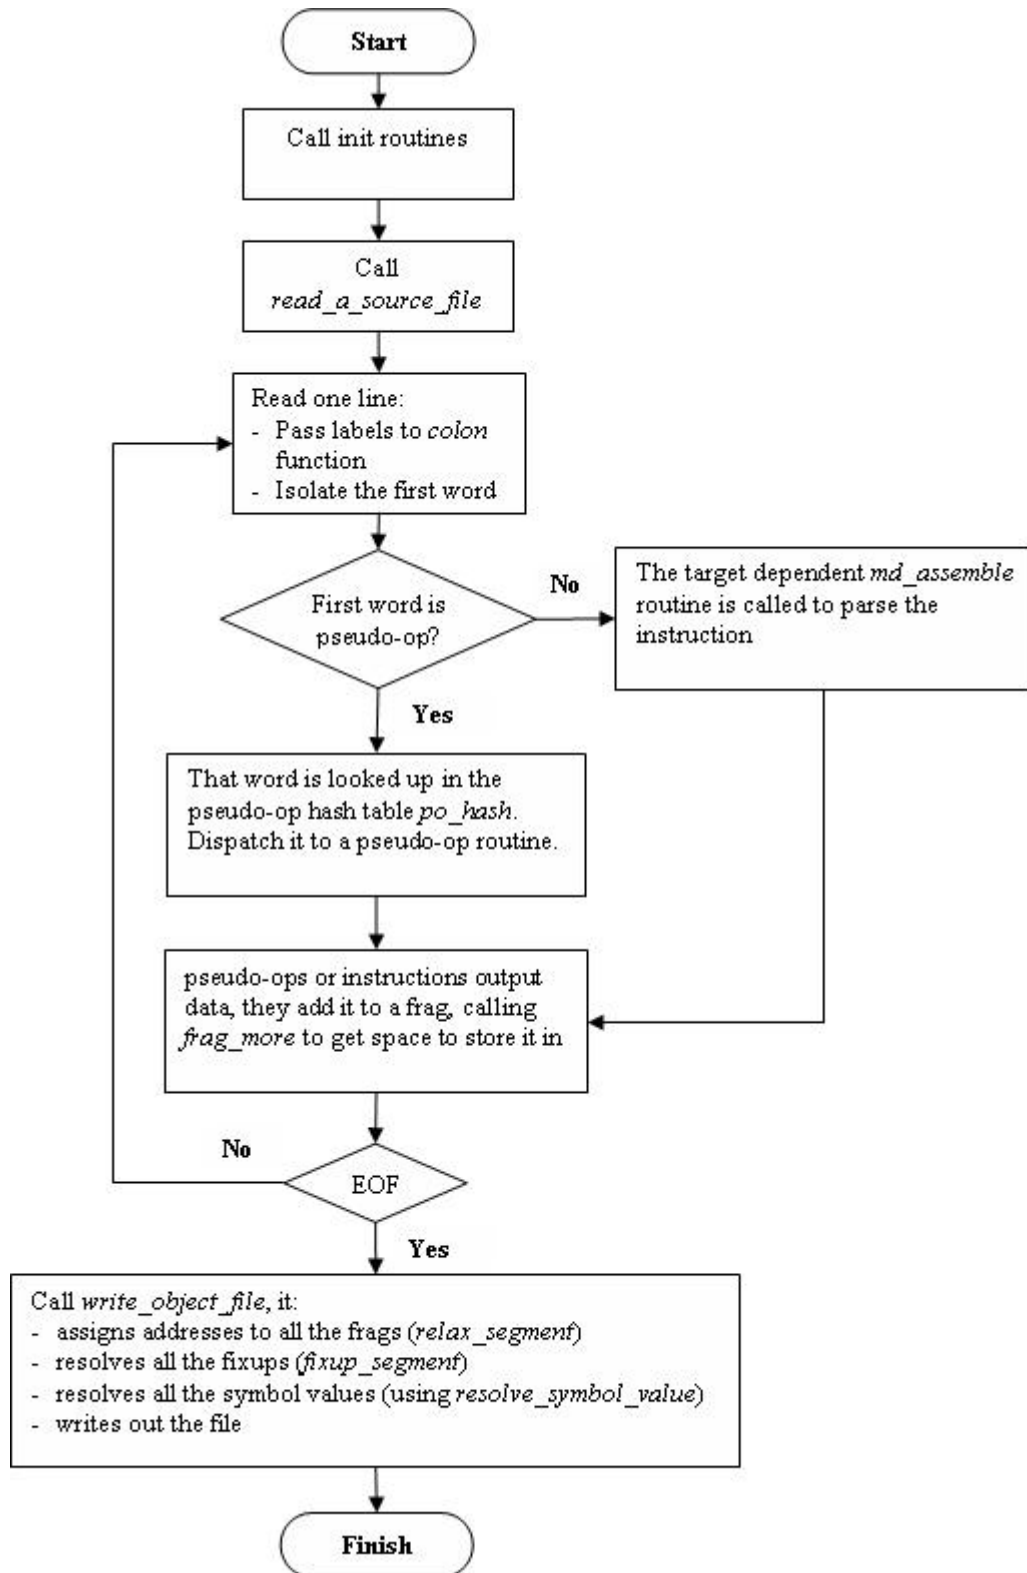 Start
Call init routines
Call
read_a_source_file
Read one line:
- Pass labels to colon
function
- Isolate the first word
First word is
pseudo-op?
No
The target dependent md_assemble
routine is called to parse the
instruction
Yes
That word is looked up in the
pseudo-op hash table po_hash.
Dispatch it to a pseudo-op routine.
pseudo-ops or instructions output
data, they add it to a frag, calling
frag_more to get space to store it in
No
EOF
Yes
Call write_object_file, it:
- assigns addresses to all the frags (relax_segment)
- resolves all the fixups (fixup_segment)
- resolves all the symbol values (using resolve_symbol_value)
- writes out the file
Finish